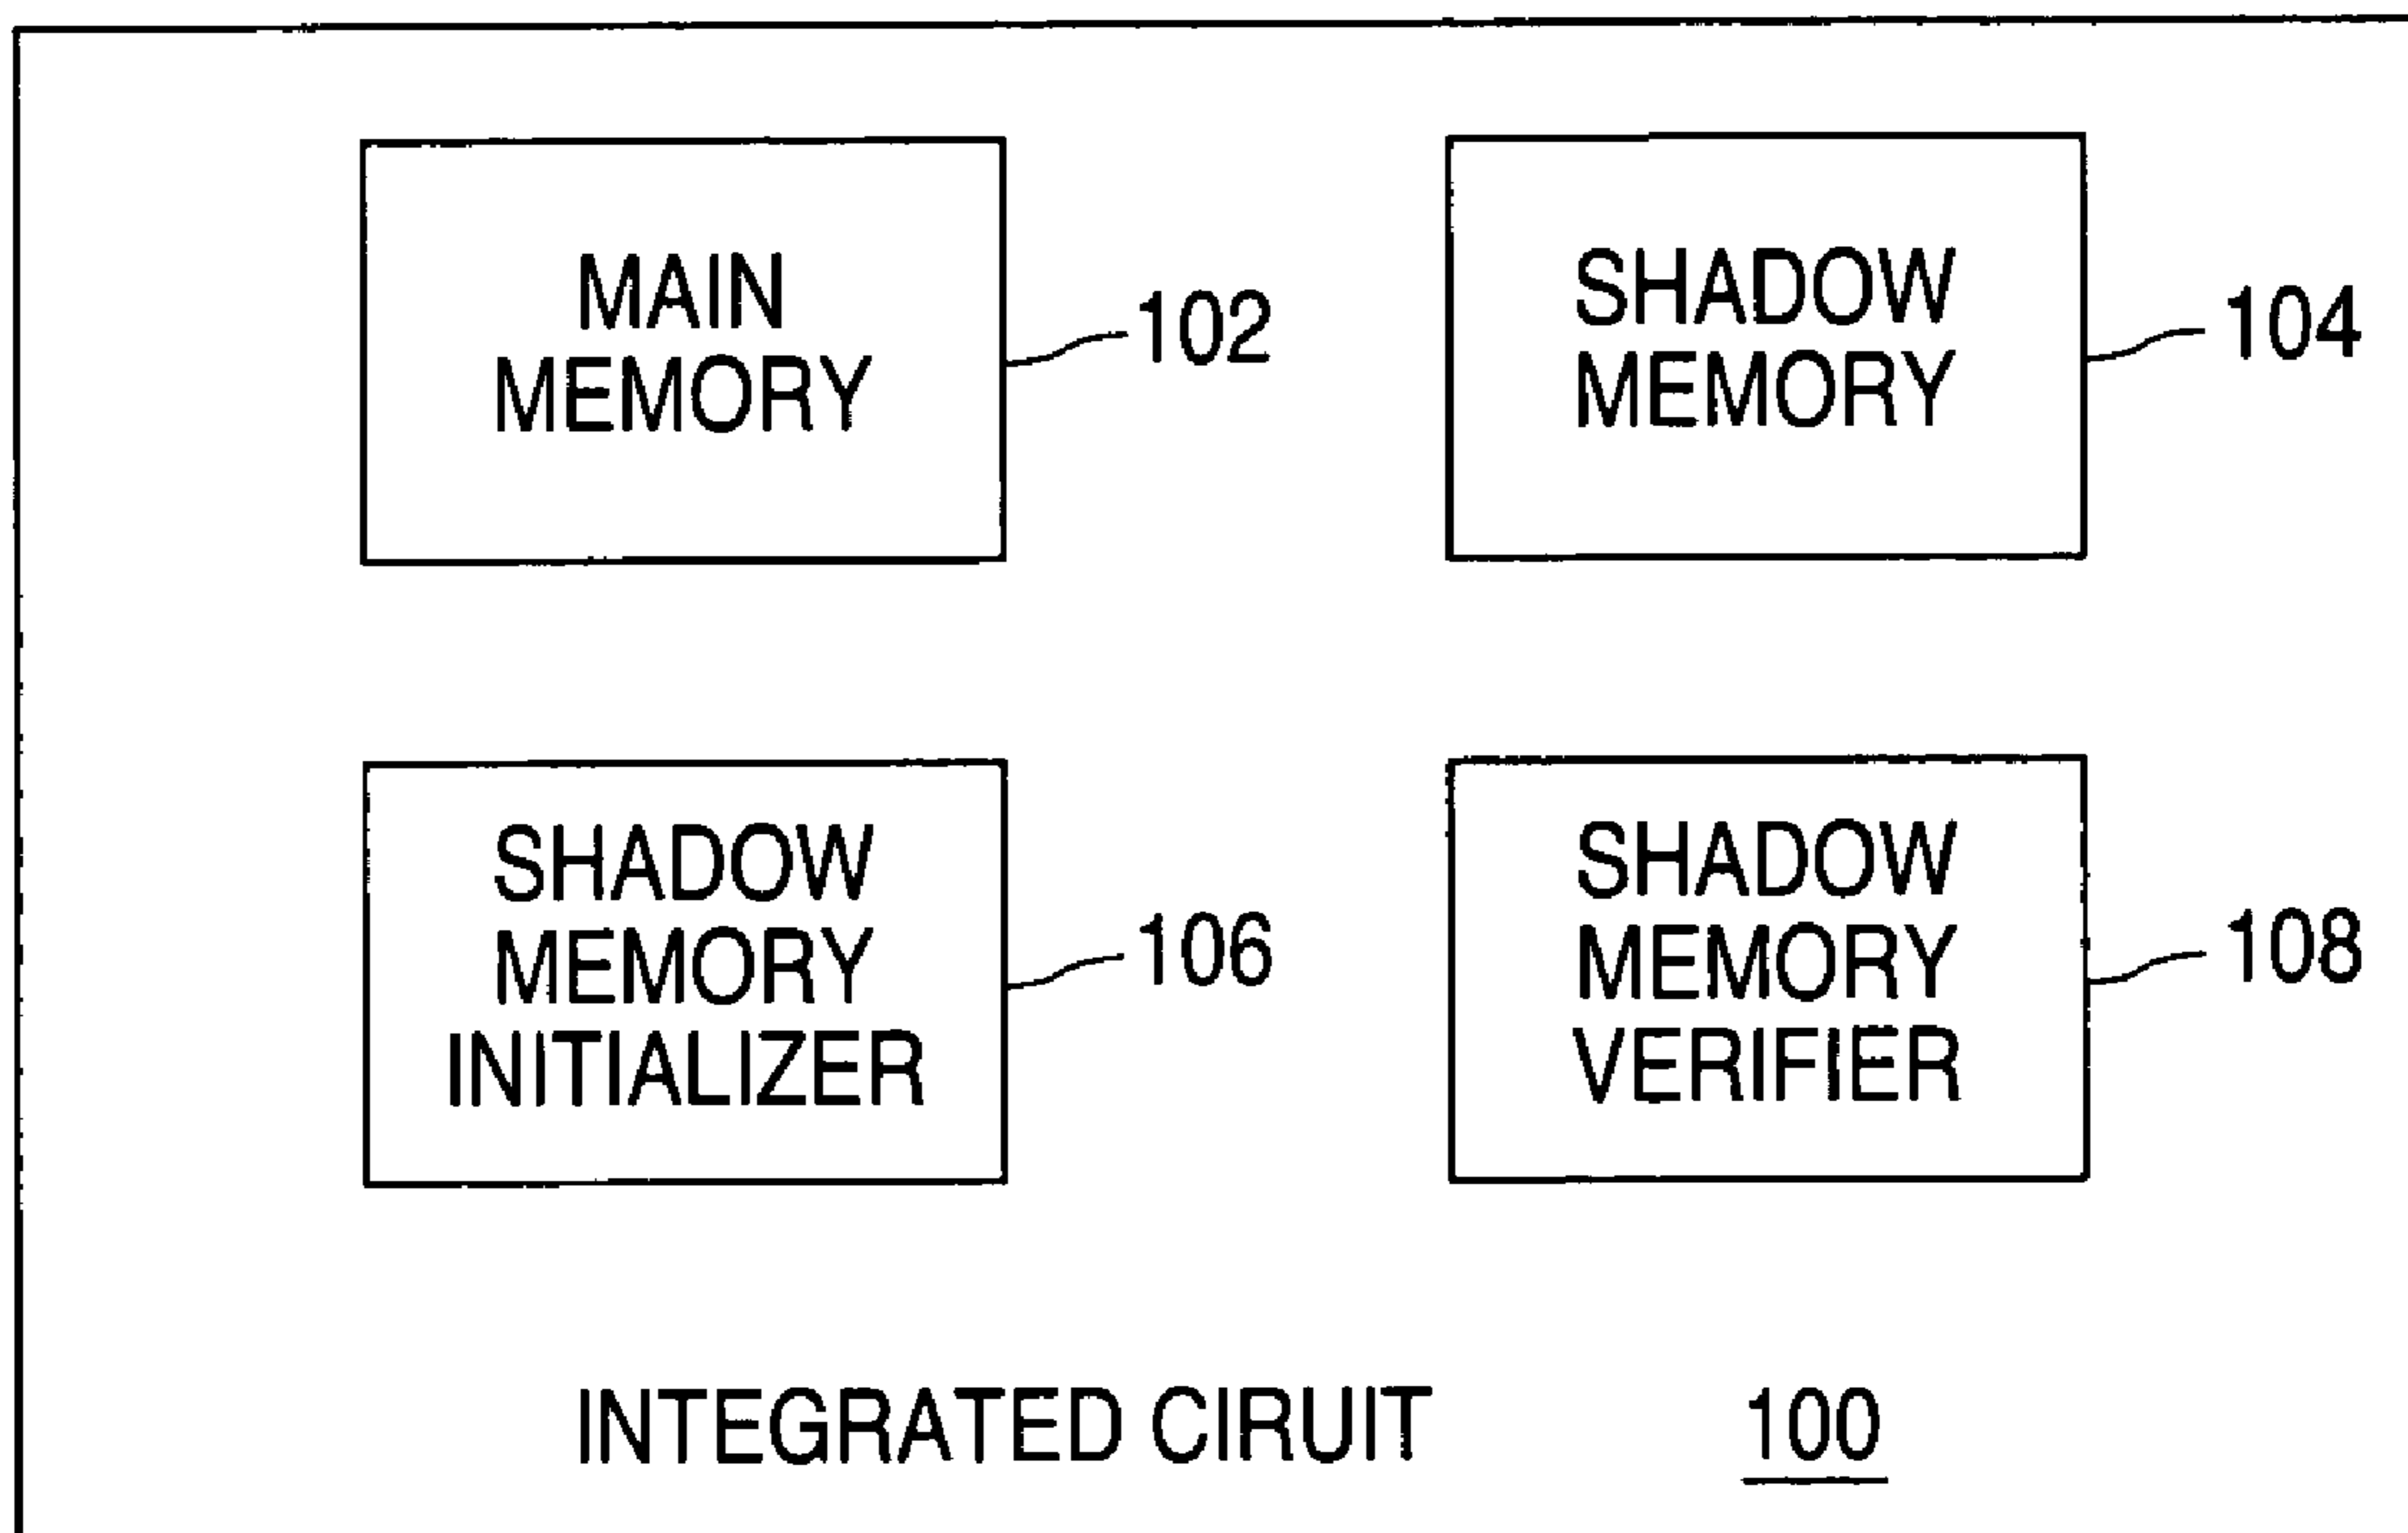 MAIN
MEMORY
102
SHADOW
MEMORY
104
SHADOW
MEMORY
INITIALIZER
106
SHADOW
MEMORY
VERIFIER
108
INTEGRATED CIRUIT 100